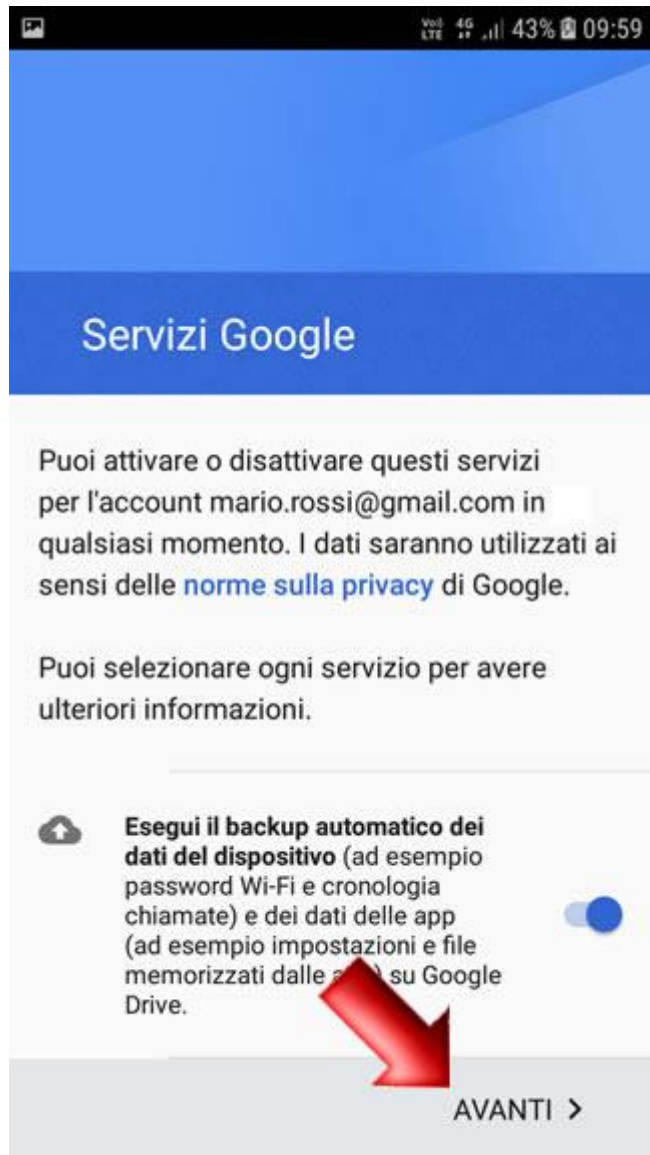 Voo) LTE 4G 43% 09:59
Servizi Google
Puoi attivare o disattivare questi servizi
per l'account mario.rossi@gmail.com in
qualsiasi momento. I dati saranno utilizzati ai
sensi delle norme sulla privacy di Google.
Puoi selezionare ogni servizio per avere
ulteriori informazioni.
Esegui il backup automatico dei
dati del dispositivo (ad esempio
password Wi-Fi e cronologia
chiamate) e dei dati delle app
(ad esempio impostazioni e file
memorizzati dalle su Google
Drive.
AVANTI >